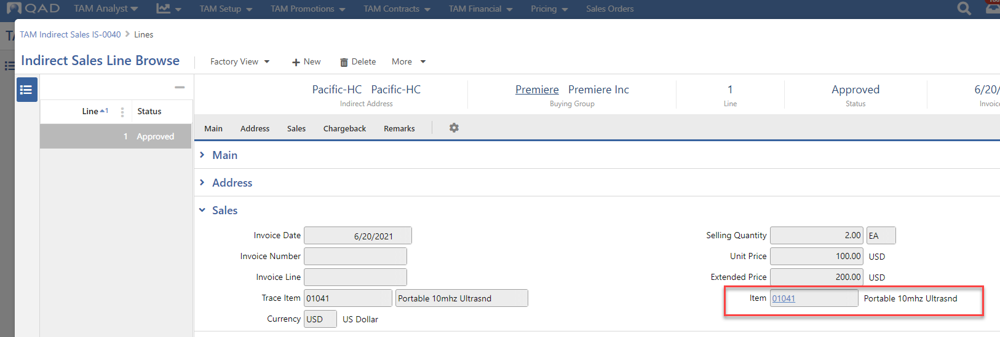 QAD TAM Analyst TAM Setup TAM Promotions TAM Contracts TAM Financial Pricing Sales Orders
TAM Indirect Sales IS-0040 > Lines
Indirect Sales Line Browse Factory View + New Delete More
Pacific-HC Pacific-HC Premiere Premiere Inc 1 Approved 6/20/
Indirect Address Buying Group Line Status Invoic
Line 1 Status
1 Approved
Main Address Sales Chargeback Remarks
Main
Address
Sales
Invoice Date 6/20/2021 Selling Quantity 2.00 EA
Invoice Number Unit Price 100.00 USD
Invoice Line Extended Price 200.00 USD
Trace Item 01041 Portable 10mhz Ultrasnd Item 01041 Portable 10mhz Ultrasnd
Currency USD US Dollar